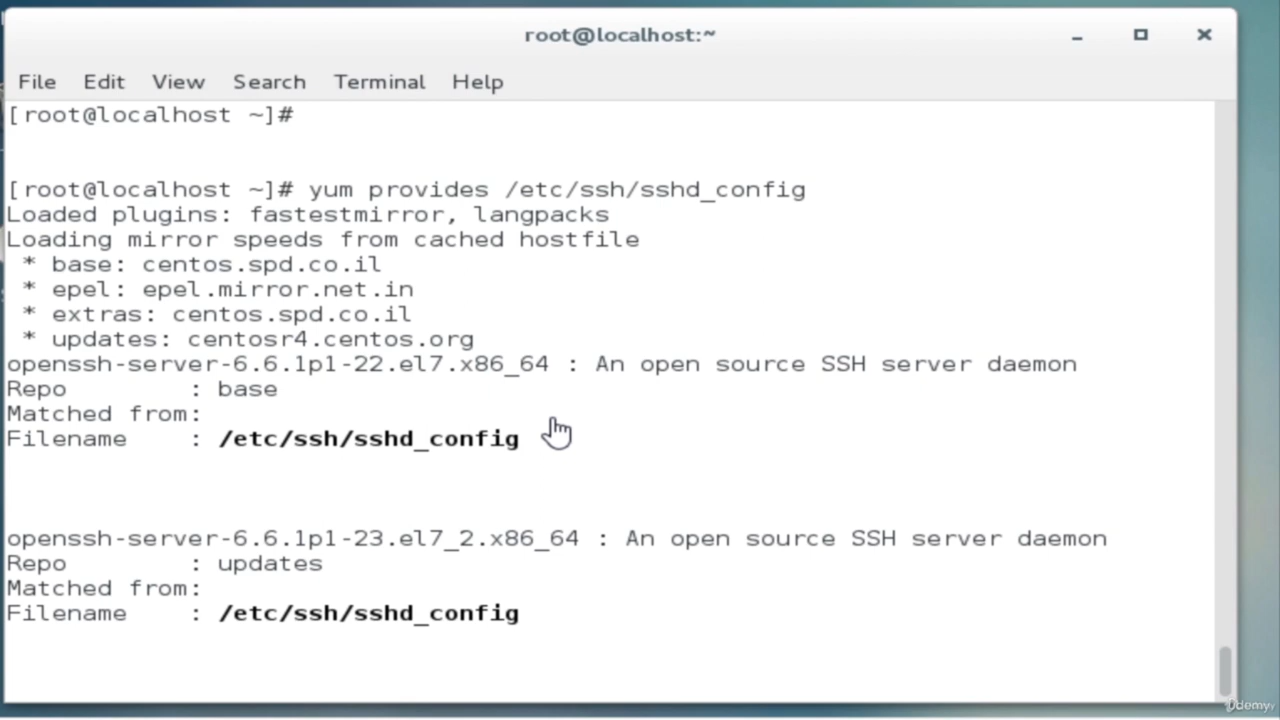 root@localhost:~
File Edit View Search Terminal Help
[root@localhost ~]#
[root@localhost ~]# yum provides /etc/ssh/sshd_config
Loaded plugins: fastestmirror, langpacks
Loading mirror speeds from cached hostfile
 * base: centos.spd.co.il
 * epel: epel.mirror.net.in
 * extras: centos.spd.co.il
 * updates: centosr4.centos.org
openssh-server-6.6.1p1-22.el7.x86_64 : An open source SSH server daemon
Repo        : base
Matched from:
Filename    : /etc/ssh/sshd_config
openssh-server-6.6.1p1-23.el7_2.x86_64 : An open source SSH server daemon
Repo        : updates
Matched from:
Filename    : /etc/ssh/sshd_config
Udemy